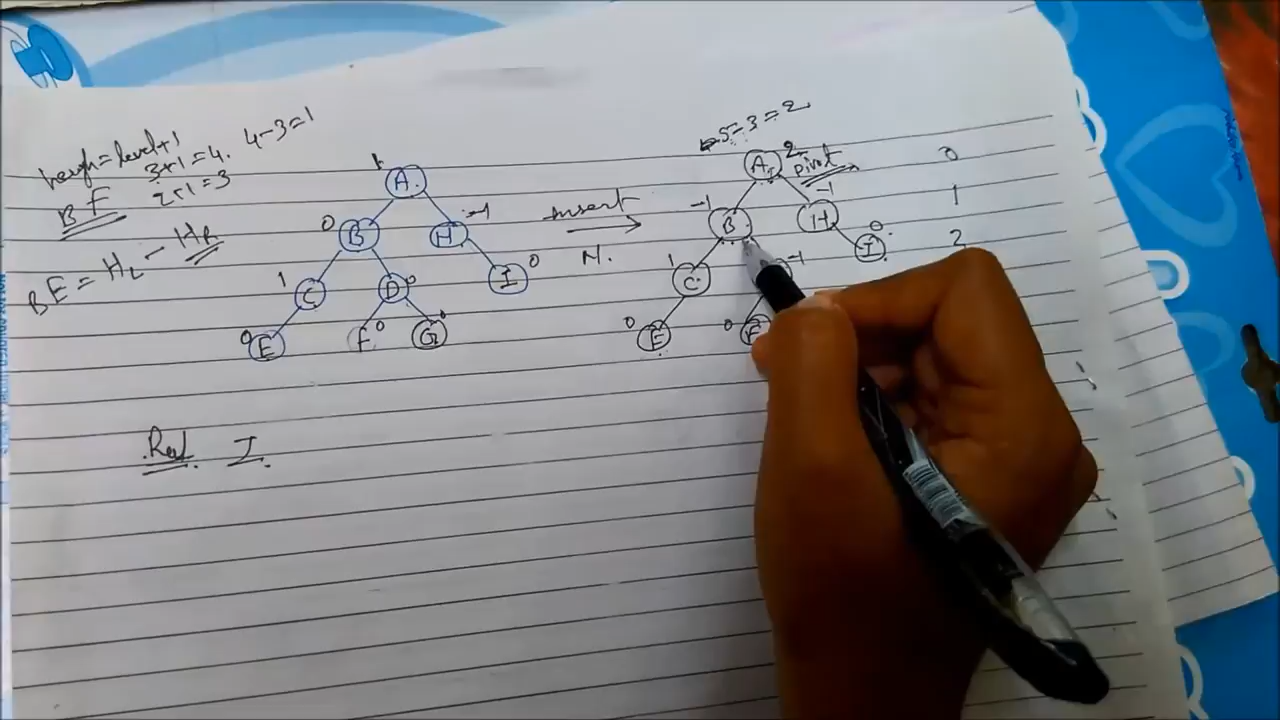 height=level+1
3+1=4. 4-3=1
2+1=3
BF
BF = HL - HR
1
A
0 B
H -1
1 C
D 0
I 0
0 E
F 0
G 0
insert
N.
5-3=2
A 2
pivot
-1 B
-1 H
1 C
-1
0 I
0 E
0 F
0
1
2
Rot. I.